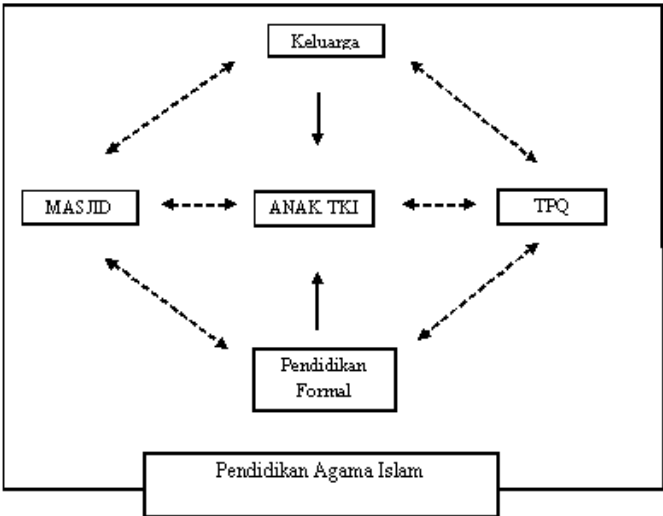 Keluarga
MASJID
ANAK TKI
TPQ
Pendidikan
Formal
Pendidikan Agama Islam